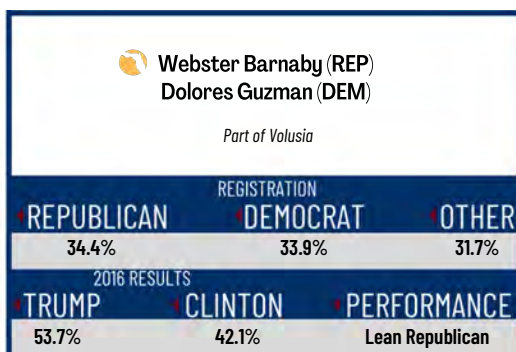 Webster Barnaby (REP)
Dolores Guzman (DEM)
Part of Volusia
REGISTRATION
REPUBLICAN DEMOCRAT OTHER
34.4% 33.9% 31.7%
2016 RESULTS
TRUMP CLINTON PERFORMANCE
53.7% 42.1% Lean Republican